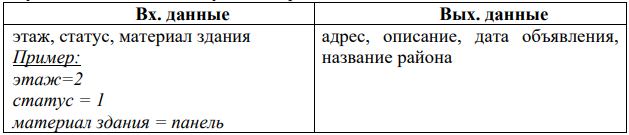 Вх. данные
Вых. данные
этаж, статус, материал здания
Пример:
этаж=2
статус = 1
материал здания = панель
адрес, описание, дата объявления,
название района